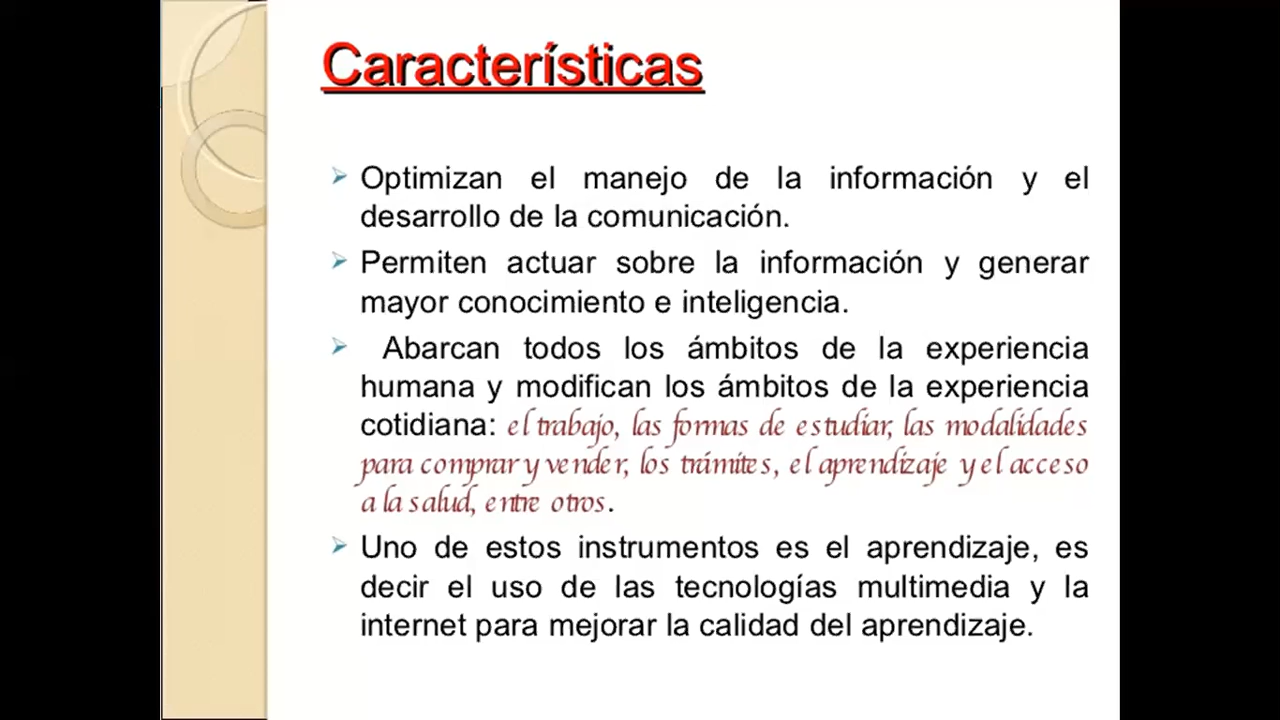 Características
Optimizan el manejo de la información y el
desarrollo de la comunicación.
Permiten actuar sobre la información y generar
mayor conocimiento e inteligencia.
Abarcan todos los ámbitos de la experiencia
humana y modifican los ámbitos de la experiencia
cotidiana: el trabajo, las formas de estudiar, las modalidades
para comprar y vender, los trámites, el aprendizaje y el acceso
a la salud, entre otros.
Uno de estos instrumentos es el aprendizaje, es
decir el uso de las tecnologías multimedia y la
internet para mejorar la calidad del aprendizaje.